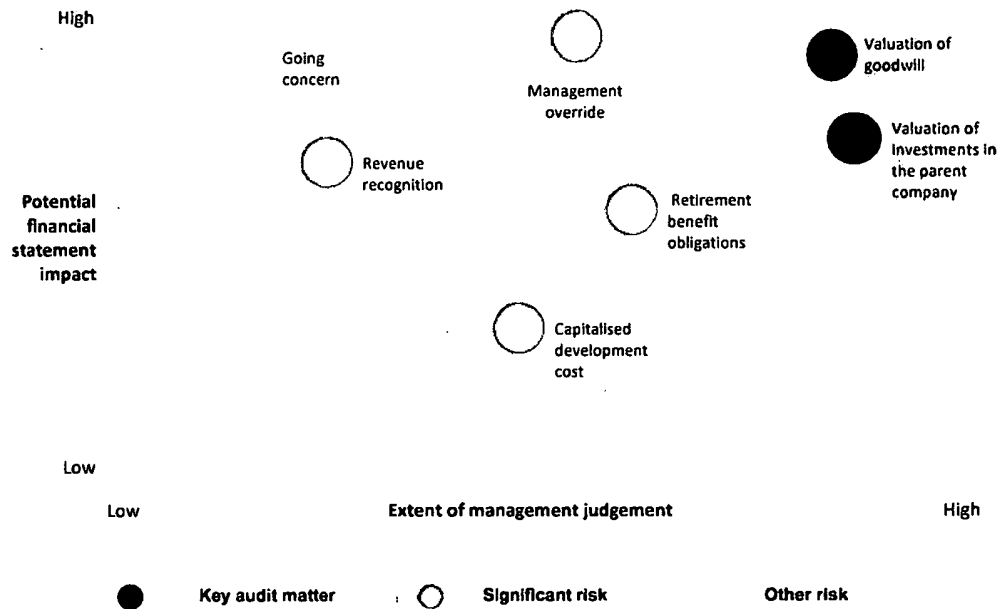 High
Going
concern
Management
override
Valuation of
goodwill
Valuation of
investments in
the parent
company
Revenue
recognition
Potential
financial
statement
impact
Retirement
benefit
obligations
Capitalised
development
cost
Low
Low
Extent of management judgement
High
Key audit matter
Significant risk
Other risk